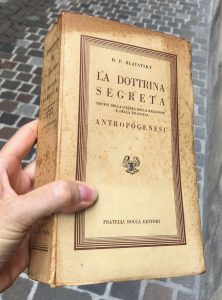 H. P. BLAVATSKY
LA DOTTRINA
SEGRETA
SINTESI DELLA SCIENZA DELLA RELIGIONE
E DELLA FILOSOFIA
ANTROPOGENESI
FRATELLI BOCCA EDITORI